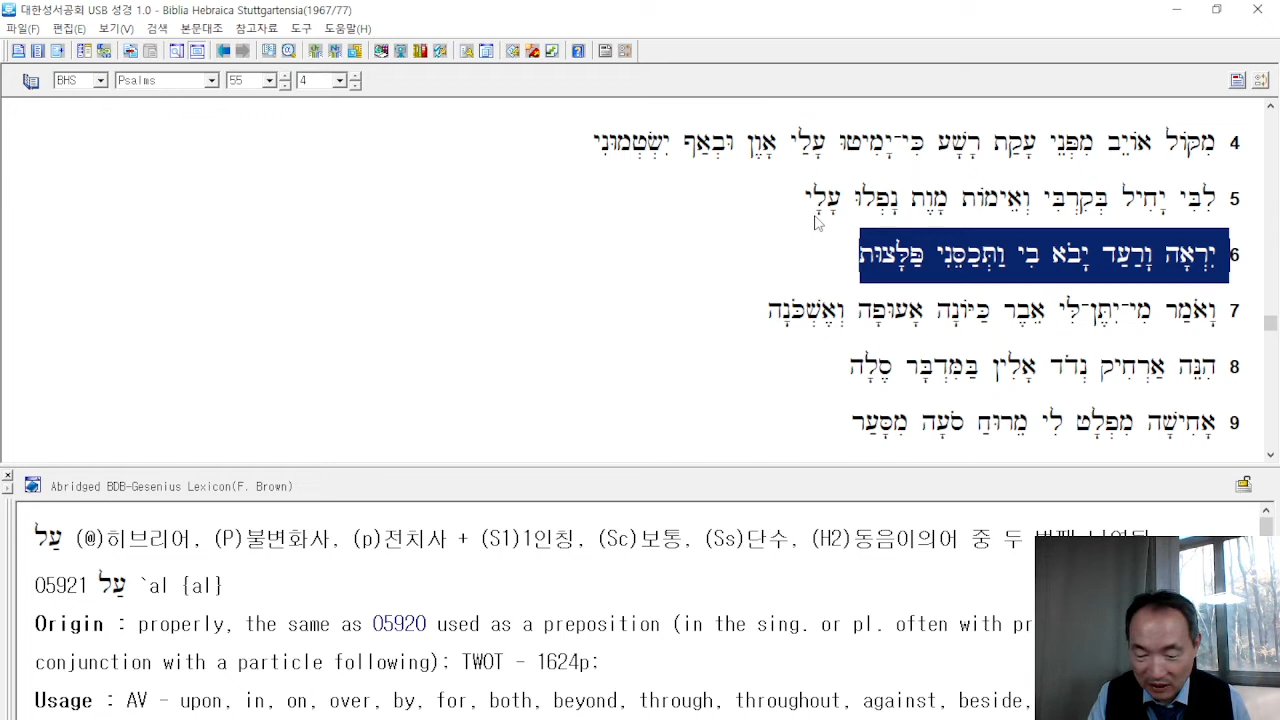 대한성서공회 USB 성경 1.0 - Biblia Hebraica Stuttgartensia(1967/77)
파일(F) 편집(E) 보기(V) 검색 본문대조 참고자료 도구 도움말(H)
BHS Psalms 55 4
4 מִקּוֹל אוֹיֵב מִפְּנֵי עָקַת רָשָׁע כִּי־יָמִיטוּ עָלַי אָוֶן וּבְאַף יִשְׂטְמוּנִי
5 לִבִּי יָחִיל בְּקִרְבִּי וְאֵימוֹת מָוֶת נָפְלוּ עָלָי
6 יִרְאָה וָרַעַד יָבֹא בִי וַתְּכַסֵּנִי פַּלָּצוּת
7 וָאֹמַר מִי־יִתֶּן־לִּי אֵבֶר כַּיּוֹנָה אָעוּפָה וְאֶשְׁכֹּנָה
8 הִנֵּה אַרְחִיק נְדֹד אָלִין בַּמִּדְבָּר סֶלָה
9 אָחִישָׁה מִפְלָט לִי מֵרוּחַ סֹעָה מִסָּעַר
Abridged BDB-Gesenius Lexicon(F. Brown)
עַל (@)히브리어, (P)불변화사, (p)전치사 + (S1)1인칭, (Sc)보통, (Ss)단수, (H2)동음이의어 중 두
05921 עַל `al {al}
Origin : properly, the same as 05920 used as a preposition (in the sing. or pl. often with
conjunction with a particle following); TWOT - 1624p;
Usage : AV - upon, in, on, over, by, for, both, beyond, through, throughout, against, beside,